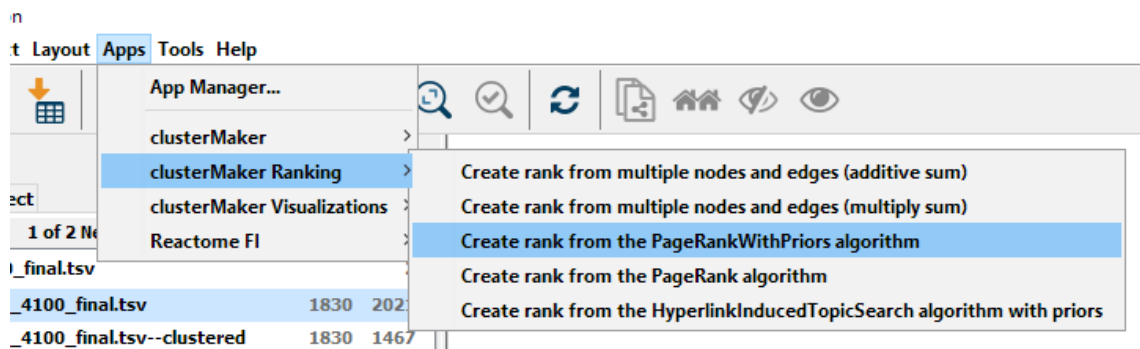 on
t Layout Apps Tools Help
App Manager...
clusterMaker >
clusterMaker Ranking >
Create rank from multiple nodes and edges (additive sum)
clusterMaker Visualizations >
Create rank from multiple nodes and edges (multiply sum)
Reactome FI
Create rank from the PageRankWithPriors algorithm
Create rank from the PageRank algorithm
Create rank from the HyperlinkInducedTopicSearch algorithm with priors
ect
1 of 2 Ne
_final.tsv
_4100_final.tsv 1830 202
_4100_final.tsv--clustered 1830 1467